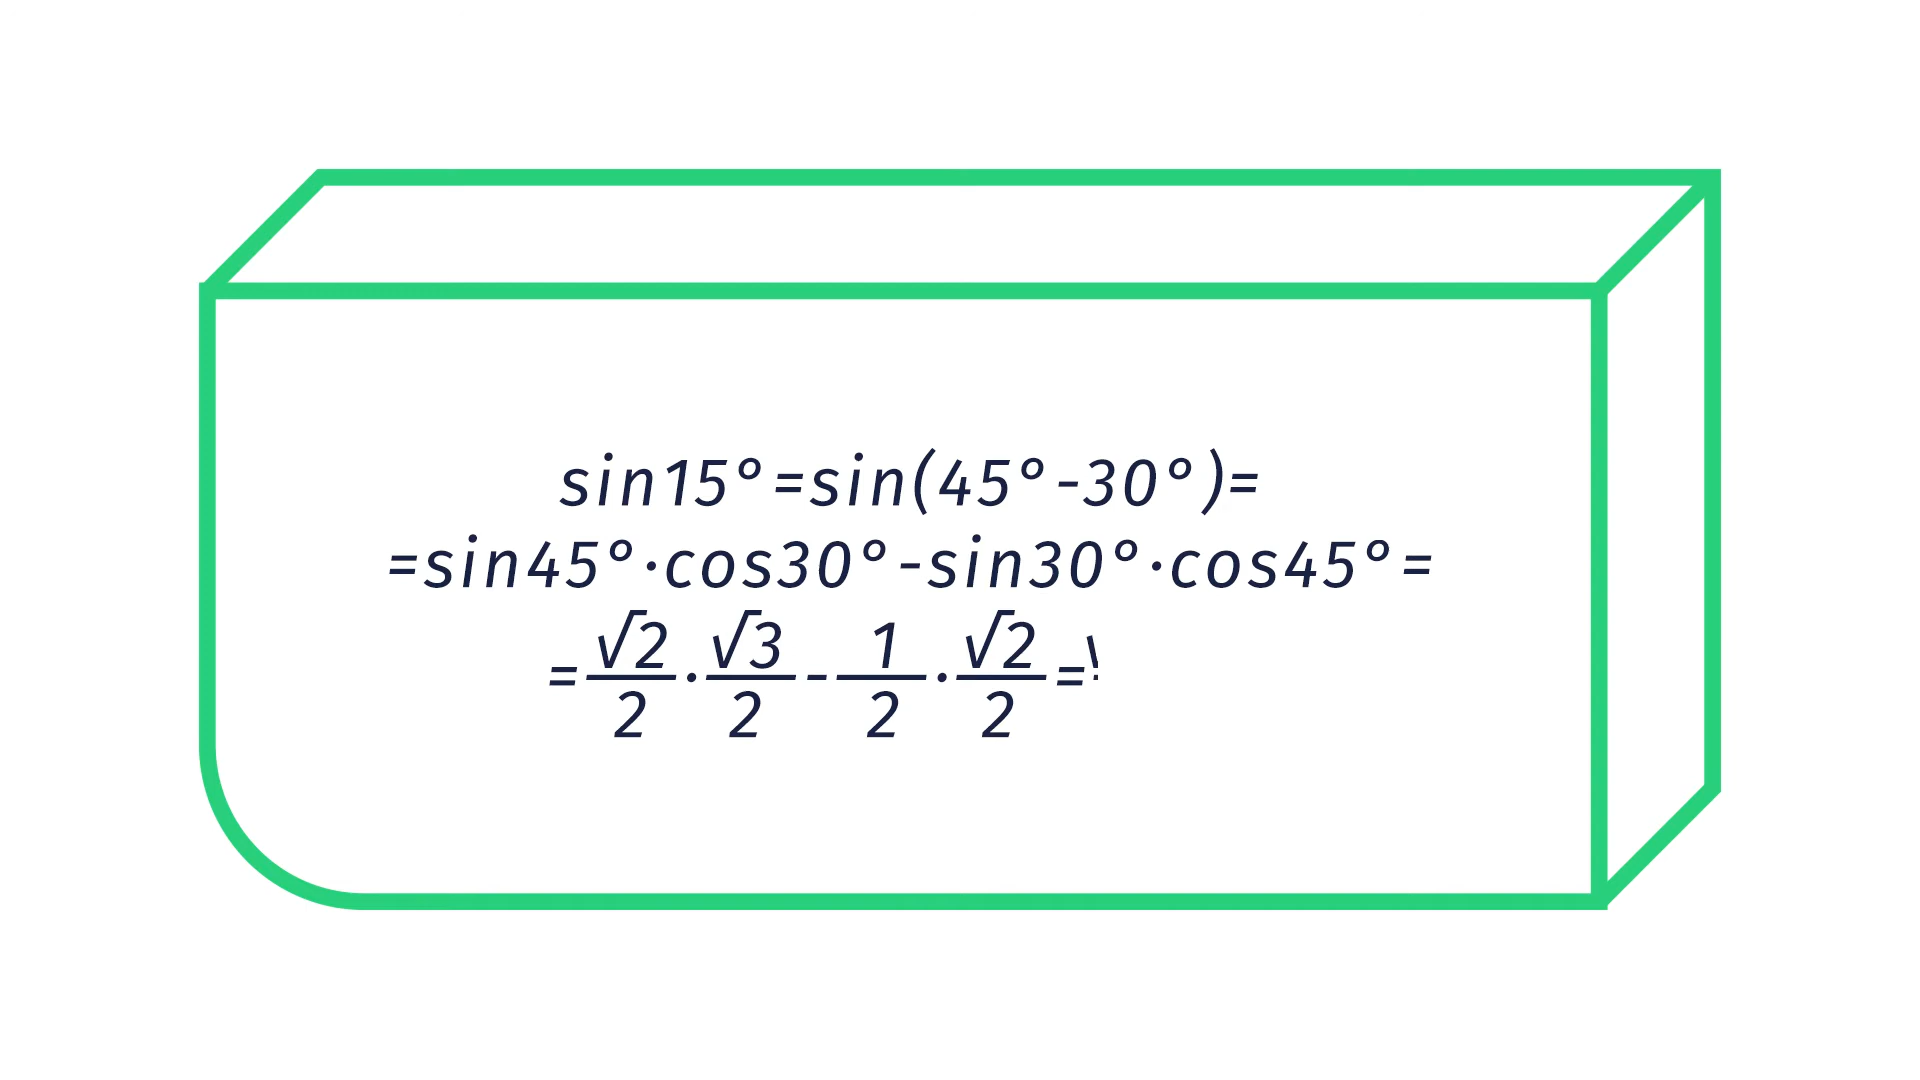 sin15°=sin(45°-30°)=
=sin45°·cos30°-sin30°·cos45°=
=√2/2·√3/2-1/2·√2/2=